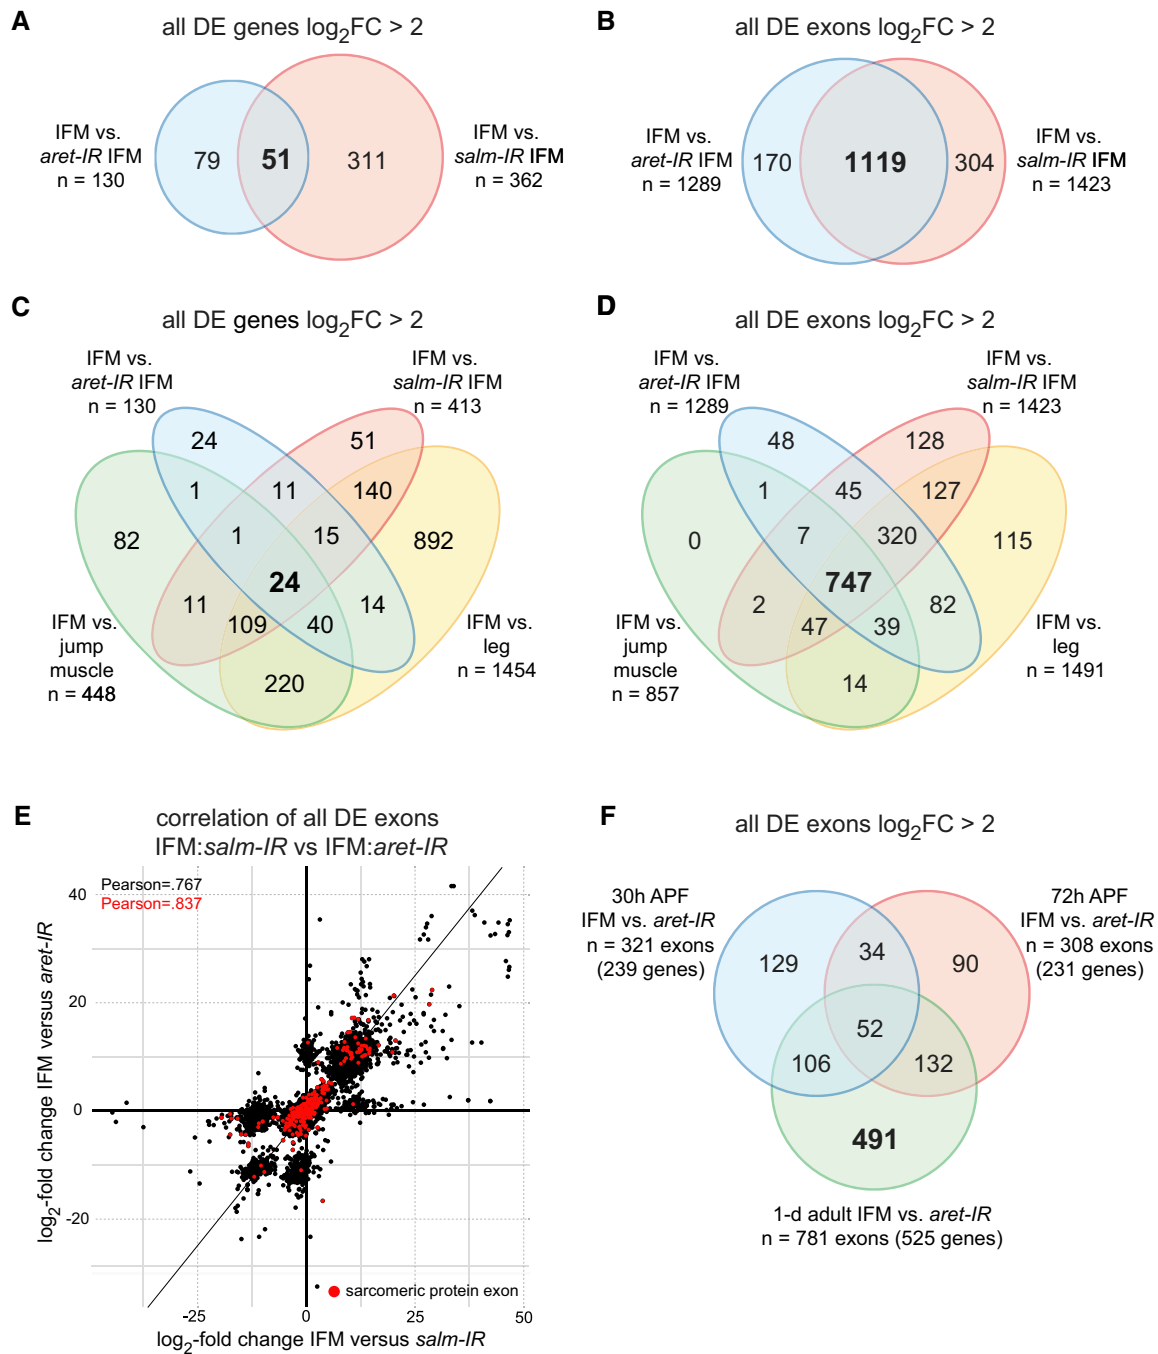 A
all DE genes log2FC > 2
IFM vs.
aret-IR IFM
n = 130
79
51
311
IFM vs.
salm-IR IFM
n = 362
B
all DE exons log2FC > 2
IFM vs.
aret-IR IFM
n = 1289
170
1119
304
IFM vs.
salm-IR IFM
n = 1423
C
all DE genes log2FC > 2
IFM vs.
aret-IR IFM
n = 130
IFM vs.
salm-IR IFM
n = 413
24
51
1
11
140
82
1
15
892
24
11
109
40
14
220
IFM vs.
jump
muscle
n = 448
IFM vs.
leg
n = 1454
D
all DE exons log2FC > 2
IFM vs.
aret-IR IFM
n = 1289
IFM vs.
salm-IR IFM
n = 1423
48
128
1
45
127
0
7
320
115
747
2
47
39
82
14
IFM vs.
jump
muscle
n = 857
IFM vs.
leg
n = 1491
E
correlation of all DE exons
IFM:salm-IR vs IFM:aret-IR
Pearson=.767
Pearson=.837
40
20
0
-20
log2-fold change IFM versus aret-IR
sarcomeric protein exon
-25
0
25
50
log2-fold change IFM versus salm-IR
F
all DE exons log2FC > 2
30h APF
IFM vs. aret-IR
n = 321 exons
(239 genes)
72h APF
IFM vs. aret-IR
n = 308 exons
(231 genes)
129
34
90
52
106
132
491
1-d adult IFM vs. aret-IR
n = 781 exons (525 genes)